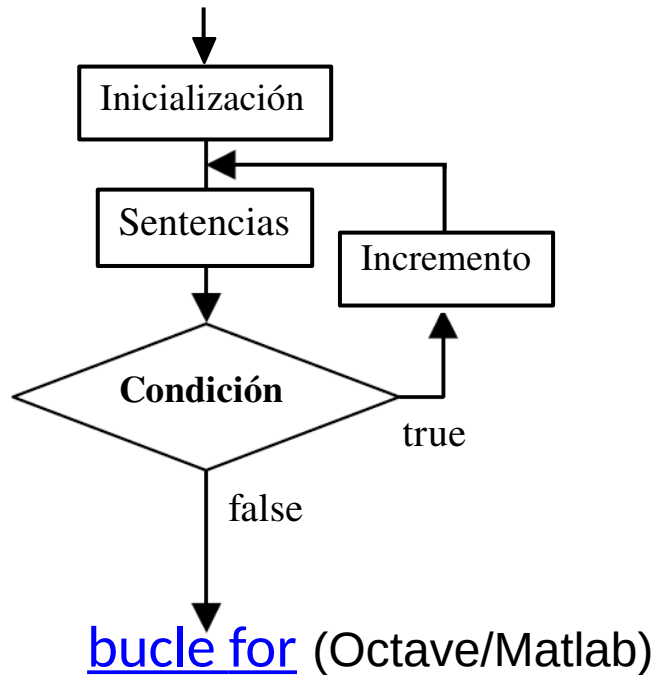 Inicialización
Sentencias
Incremento
Condición
true
false
bucle for (Octave/Matlab)